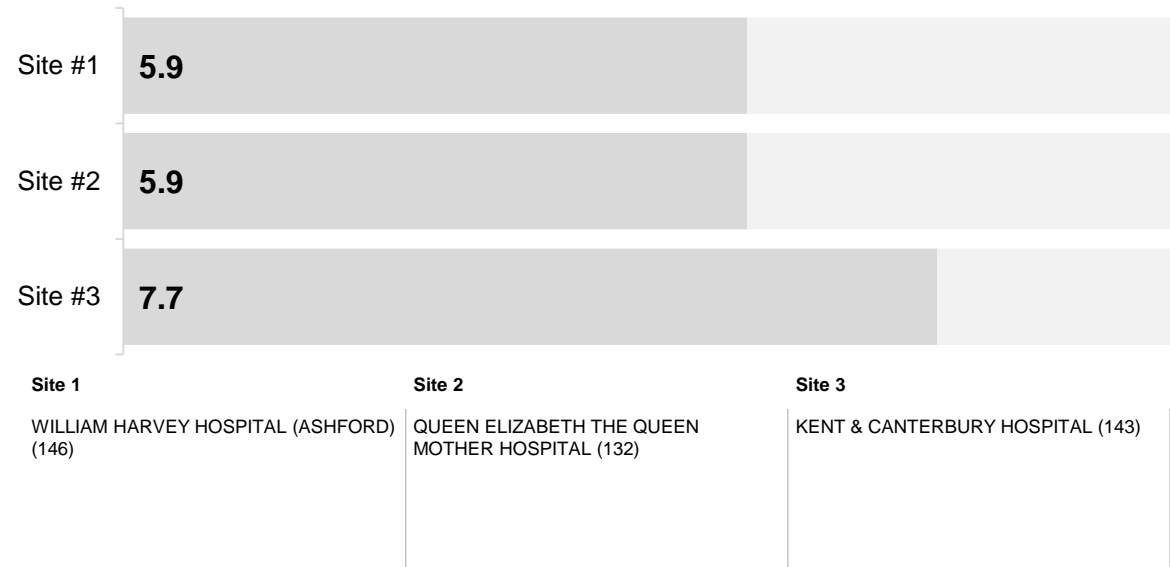 Site #1
5.9
Site #2
5.9
Site #3
7.7
Site 1
WILLIAM HARVEY HOSPITAL (ASHFORD)
(146)
Site 2
QUEEN ELIZABETH THE QUEEN
MOTHER HOSPITAL (132)
Site 3
KENT & CANTERBURY HOSPITAL (143)